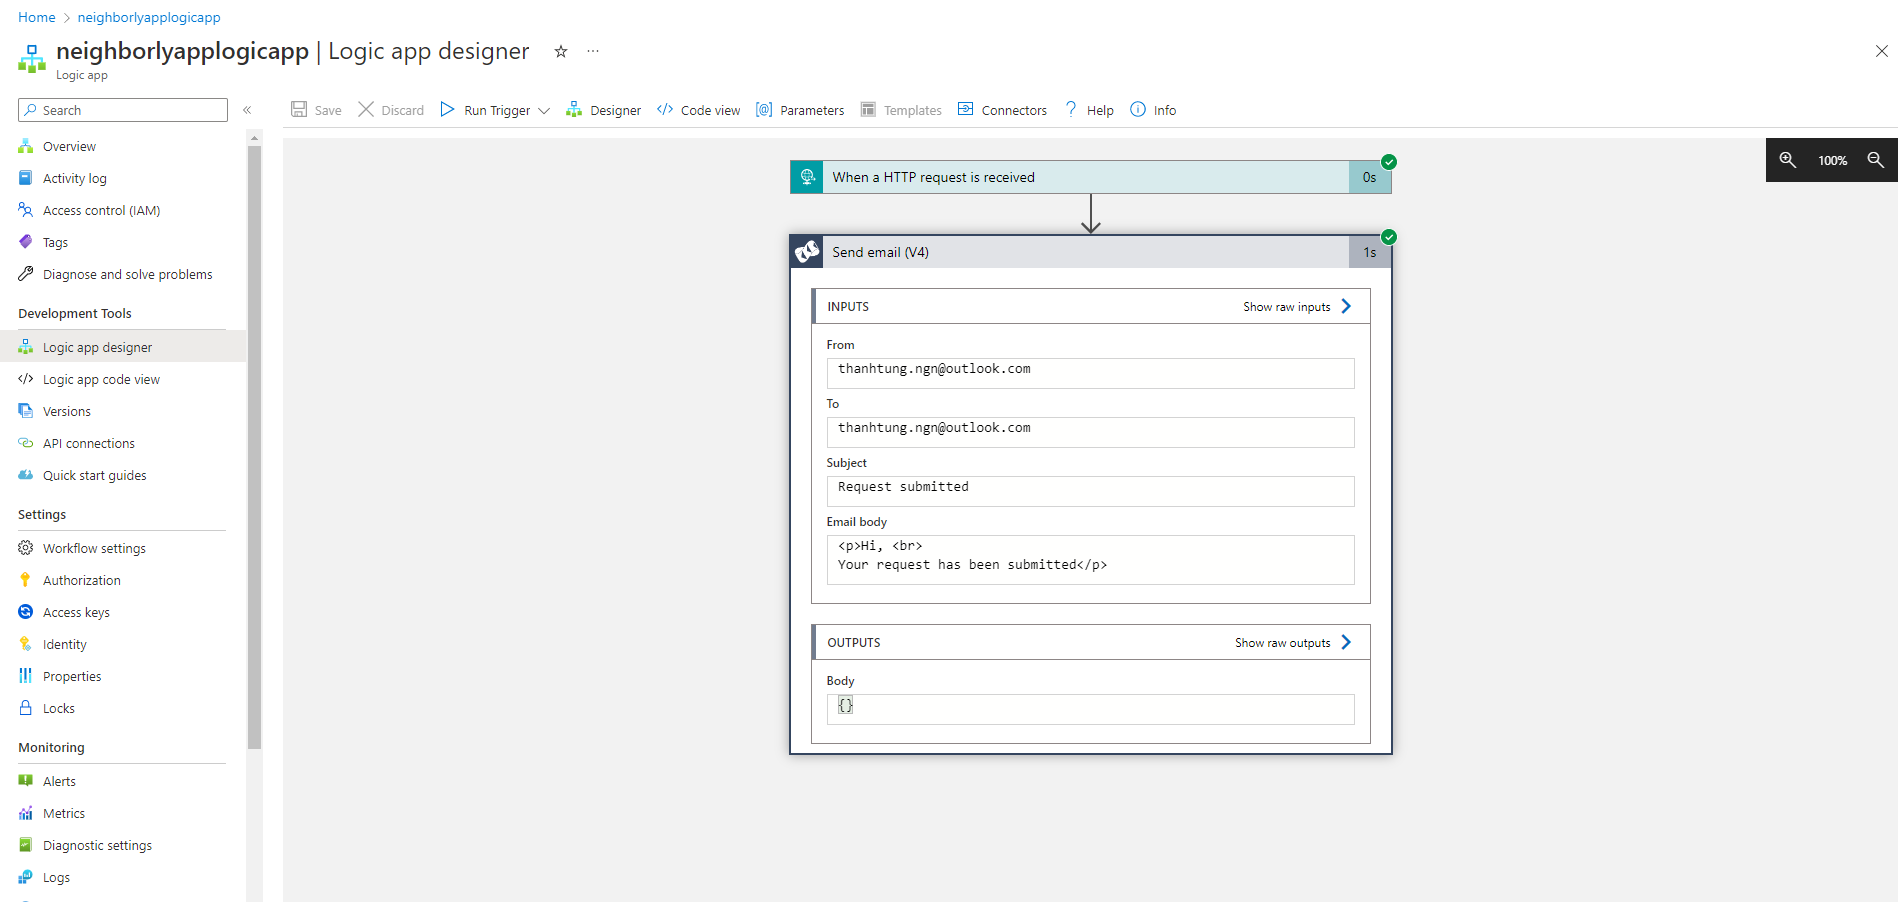 Home > neighborlyapplogicapp
neighborlyapplogicapp | Logic app designer
Logic app
Search
Overview
Activity log
Access control (IAM)
Tags
Diagnose and solve problems
Development Tools
Logic app designer
Logic app code view
Versions
API connections
Quick start guides
Settings
Workflow settings
Authorization
Access keys
Identity
Properties
Locks
Monitoring
Alerts
Metrics
Diagnostic settings
Logs
Save Discard Run Trigger Designer Code view Parameters Templates Connectors Help Info
100%
When a HTTP request is received 0s
Send email (V4) 1s
INPUTS Show raw inputs
From
thanhtung.ngn@outlook.com
To
thanhtung.ngn@outlook.com
Subject
Request submitted
Email body
<p>Hi, <br>
Your request has been submitted</p>
OUTPUTS Show raw outputs
Body
{}